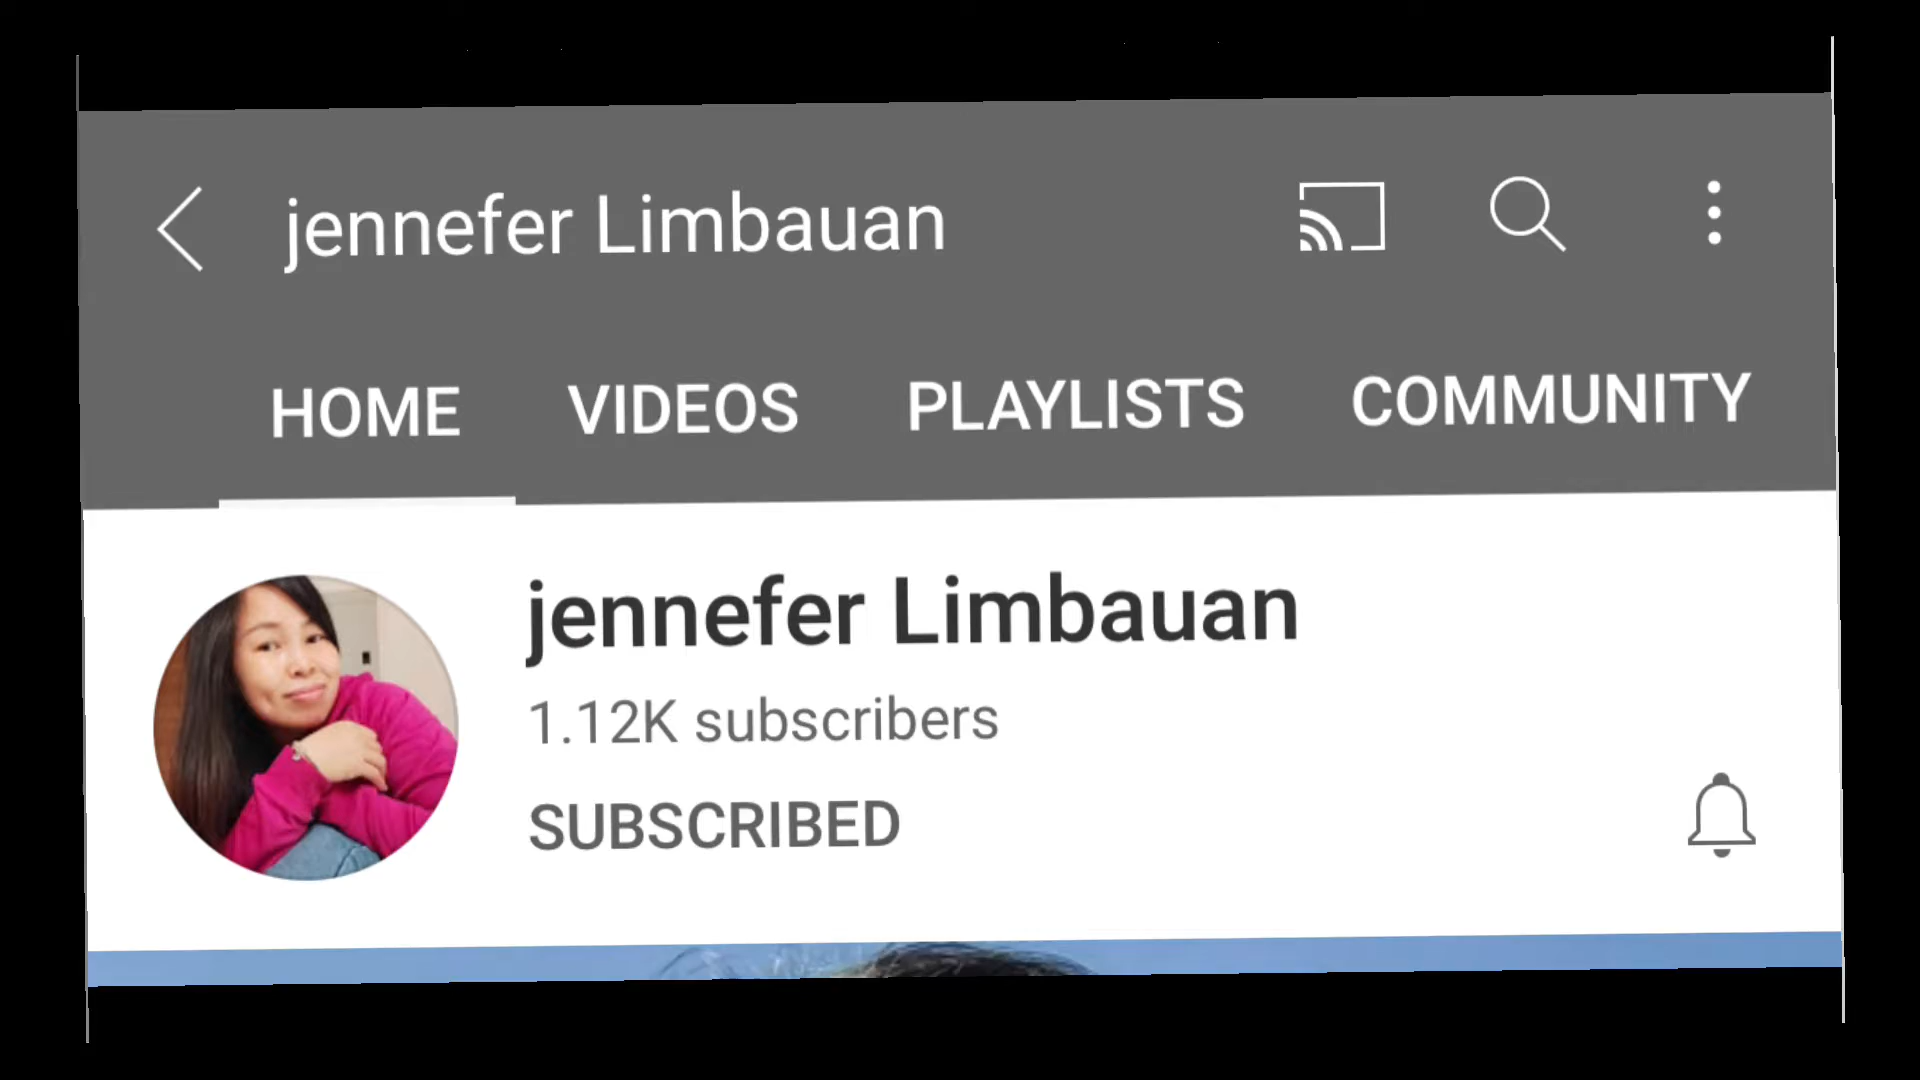 jennefer Limbauan
HOME VIDEOS PLAYLISTS COMMUNITY
jennefer Limbauan
1.12K subscribers
SUBSCRIBED